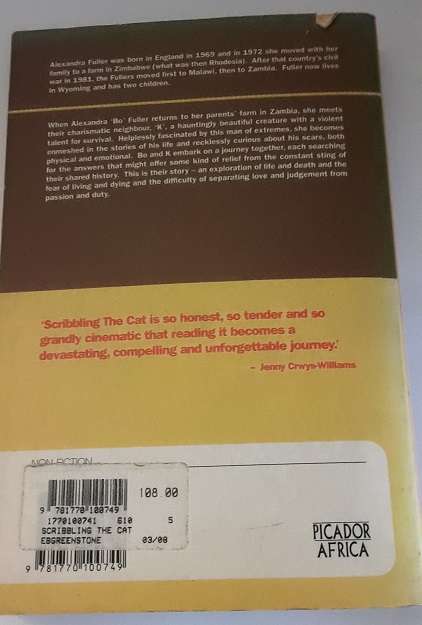 Alexandra Fuller was born in England in 1969 and in 1972 she moved with her
family to a farm in Zimbabwe (what was then Rhodesia). After that country's civil
war in 1981, the Fullers moved first to Malawi, then to Zambia. Fuller now lives
in Wyoming and has two children.
When Alexandra 'Bo' Fuller returns to her parents' farm in Zambia, she meets
their charismatic neighbour, 'K', a hauntingly beautiful creature with a violent
talent for survival. Helplessly fascinated by this man of extremes, she becomes
enmeshed in the stories of his life and recklessly curious about his scars, both
physical and emotional. Bo and K embark on a journey together, each searching
for the answers that might offer some kind of relief from the constant sting of
their shared history. This is their story – an exploration of life and death and the
fear of living and dying and the difficulty of separating love and judgement from
passion and duty.
'Scribbling The Cat is so honest, so tender and so
grandly cinematic that reading it becomes a
devastating, compelling and unforgettable journey.'
– Jenny Crwys-Williams
NON-FICTION
108 00
9 781770 100749
1770100741 610 5
SCRIBBLING THE CAT
EBGREENSTONE 03/08
9 781770 100749
PICADOR
AFRICA